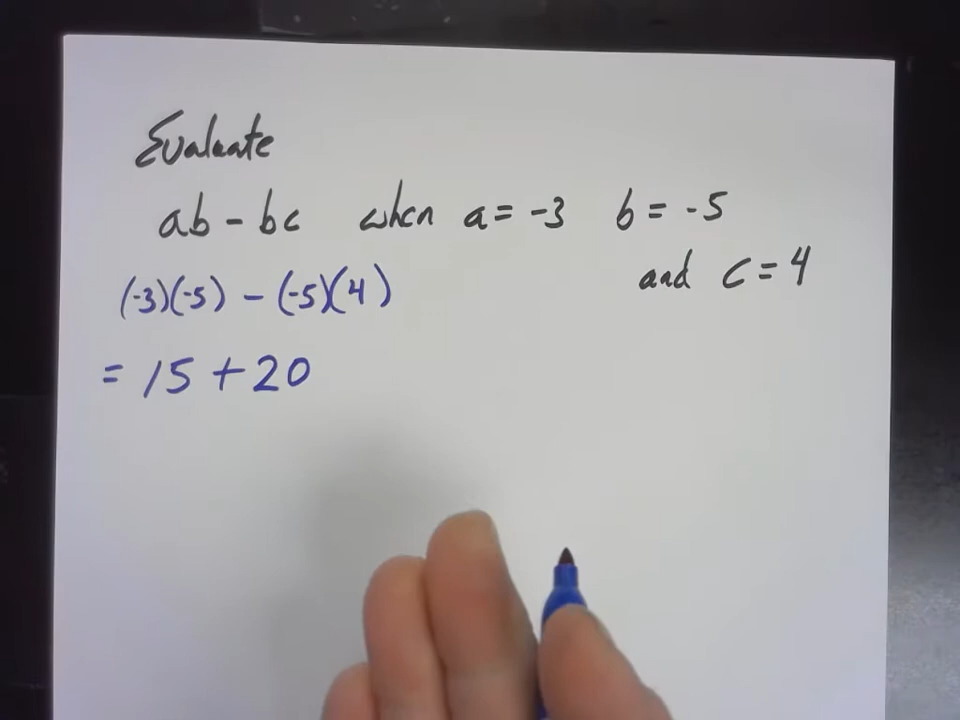 Evaluate
ab - bc when a = -3 b = -5
and c = 4
(-3)(-5) - (-5)(4)
= 15 + 20